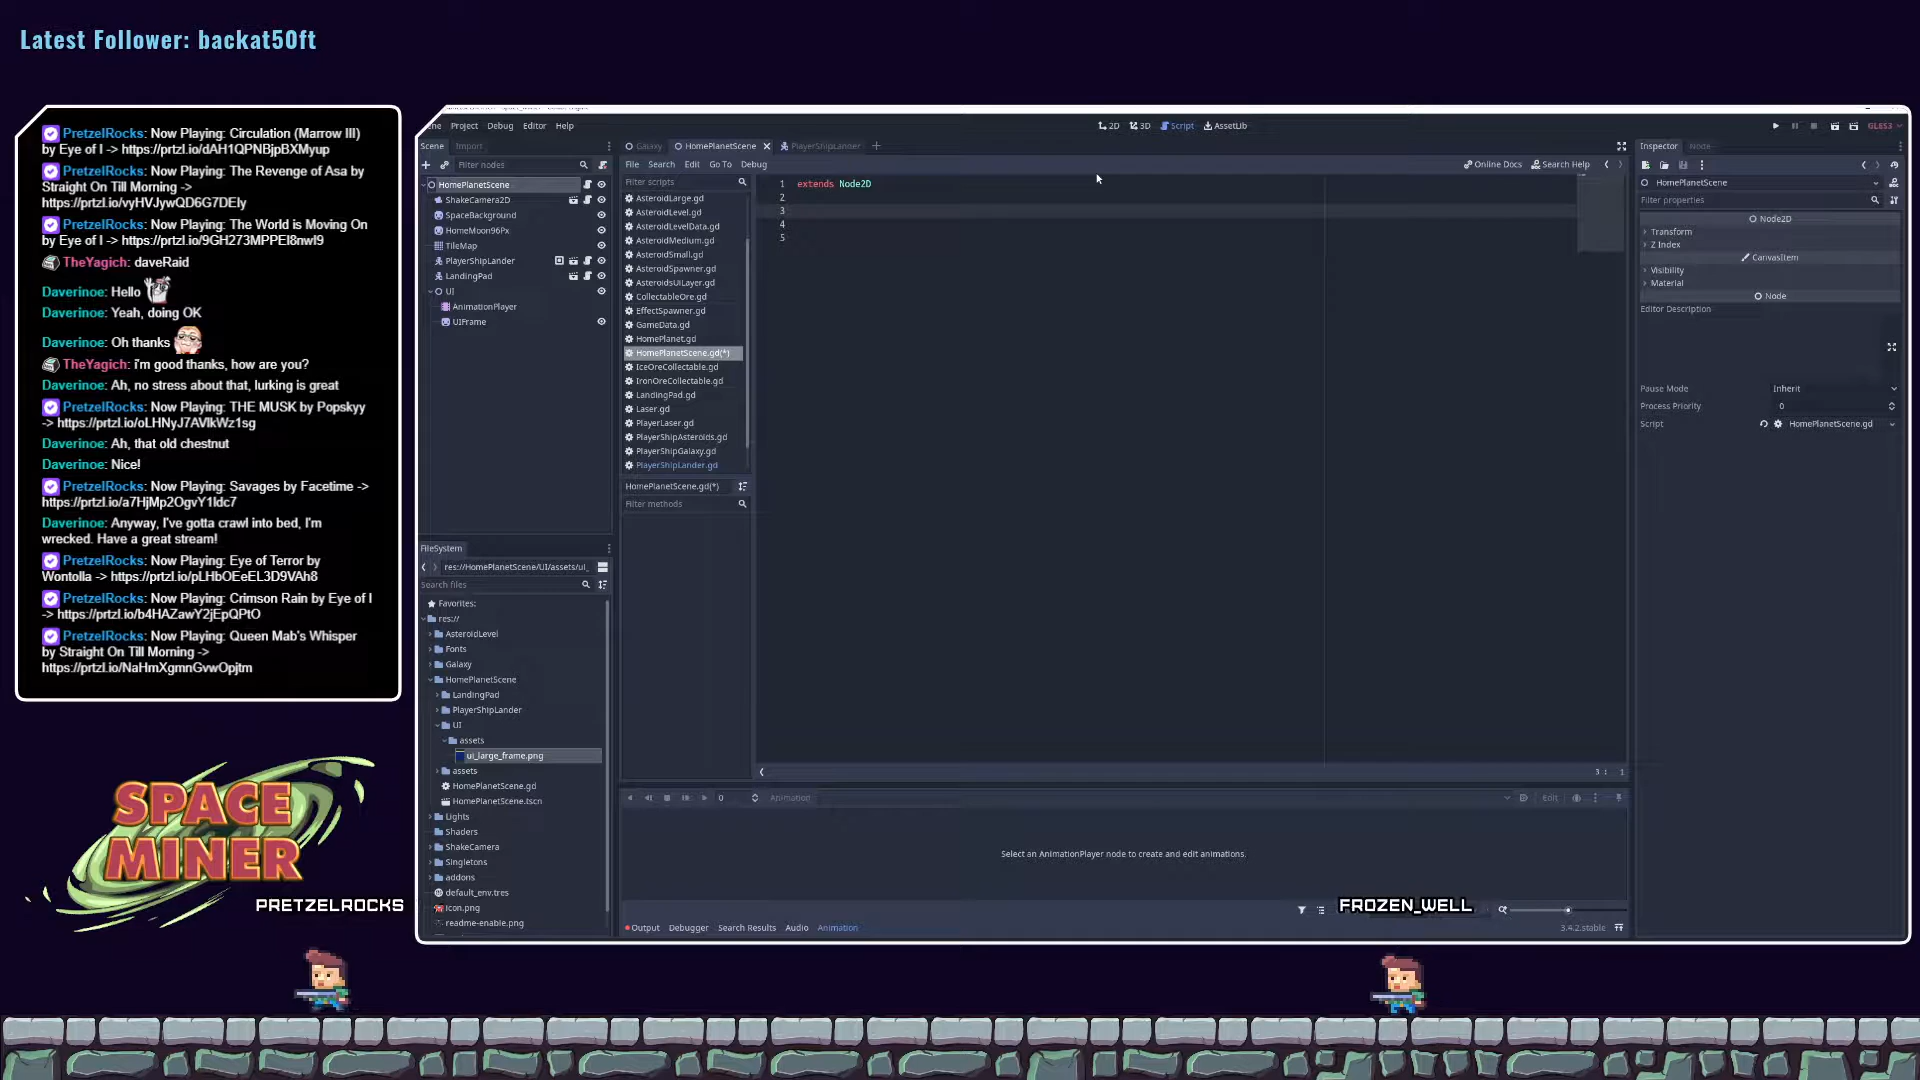 Latest Follower: backat50ft
PretzelRocks: Now Playing: Circulation (Marrow III)
by Eye of I -> https://prtzl.io/dAH1QPNBjpBXMyup
PretzelRocks: Now Playing: The Revenge of Asa by
Straight On Till Morning ->
https://prtzl.io/vyHVJywQD6G7DEly
PretzelRocks: Now Playing: The World is Moving On
by Eye of I -> https://prtzl.io/9GH273MPPEl8nwl9
TheYagich: daveRaid
Daverinoe: Hello
Daverinoe: Yeah, doing OK
Daverinoe: Oh thanks
TheYagich: i'm good thanks, how are you?
Daverinoe: Ah, no stress about that, lurking is great
PretzelRocks: Now Playing: THE MUSK by Popskyy
-> https://prtzl.io/oLHNyJ7AVlkWz1sg
Daverinoe: Ah, that old chestnut
Daverinoe: Nice!
PretzelRocks: Now Playing: Savages by Facetime ->
https://prtzl.io/a7HjMp2OgvY1ldc7
Daverinoe: Anyway, I've gotta crawl into bed, I'm
wrecked. Have a great stream!
PretzelRocks: Now Playing: Eye of Terror by
Wontolla -> https://prtzl.io/pLHbOEeEL3D9VAh8
PretzelRocks: Now Playing: Crimson Rain by Eye of I
-> https://prtzl.io/b4HAZawY2jEpQPtO
PretzelRocks: Now Playing: Queen Mab's Whisper
by Straight On Till Morning ->
https://prtzl.io/NaHmXgmnGvwOpjtm
SPACE
MINER
PRETZELROCKS
Project Debug Editor Help
2D 3D Script AssetLib
GLES3
Scene Import
Filter nodes
HomePlanetScene
ShakeCamera2D
SpaceBackground
HomeMoon96Px
TileMap
PlayerShipLander
LandingPad
UI
AnimationPlayer
UIFrame
FileSystem
res://HomePlanetScene/UI/assets/ui_
Search files
Favorites:
res://
AsteroidLevel
Fonts
Galaxy
HomePlanetScene
LandingPad
PlayerShipLander
UI
assets
ui_large_frame.png
assets
HomePlanetScene.gd
HomePlanetScene.tscn
Lights
Shaders
ShakeCamera
Singletons
addons
default_env.tres
icon.png
readme-enable.png
Galaxy HomePlanetScene PlayerShipLander
File Search Edit Go To Debug
Online Docs Search Help
Filter scripts
AsteroidLarge.gd
AsteroidLevel.gd
AsteroidLevelData.gd
AsteroidMedium.gd
AsteroidSmall.gd
AsteroidSpawner.gd
AsteroidsUiLayer.gd
CollectableOre.gd
EffectSpawner.gd
GameData.gd
HomePlanet.gd
HomePlanetScene.gd(*)
IceOreCollectable.gd
IronOreCollectable.gd
LandingPad.gd
Laser.gd
PlayerLaser.gd
PlayerShipAsteroids.gd
PlayerShipGalaxy.gd
PlayerShipLander.gd
HomePlanetScene.gd(*)
Filter methods
1 extends Node2D
2
3
4
5
3 : 1
0 Animation Edit
Select an AnimationPlayer node to create and edit animations.
FROZEN_WELL
Output Debugger Search Results Audio Animation
3.4.2.stable
Inspector Node
HomePlanetScene
Filter properties
Node2D
Transform
Z Index
CanvasItem
Visibility
Material
Node
Editor Description
Pause Mode Inherit
Process Priority 0
Script HomePlanetScene.gd